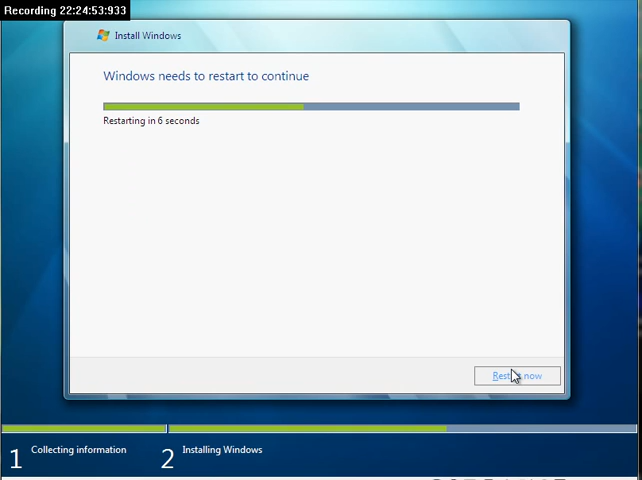 Recording 22:24:53:933
Install Windows
Windows needs to restart to continue
Restarting in 6 seconds
now
1 Collecting information
2 Installing Windows